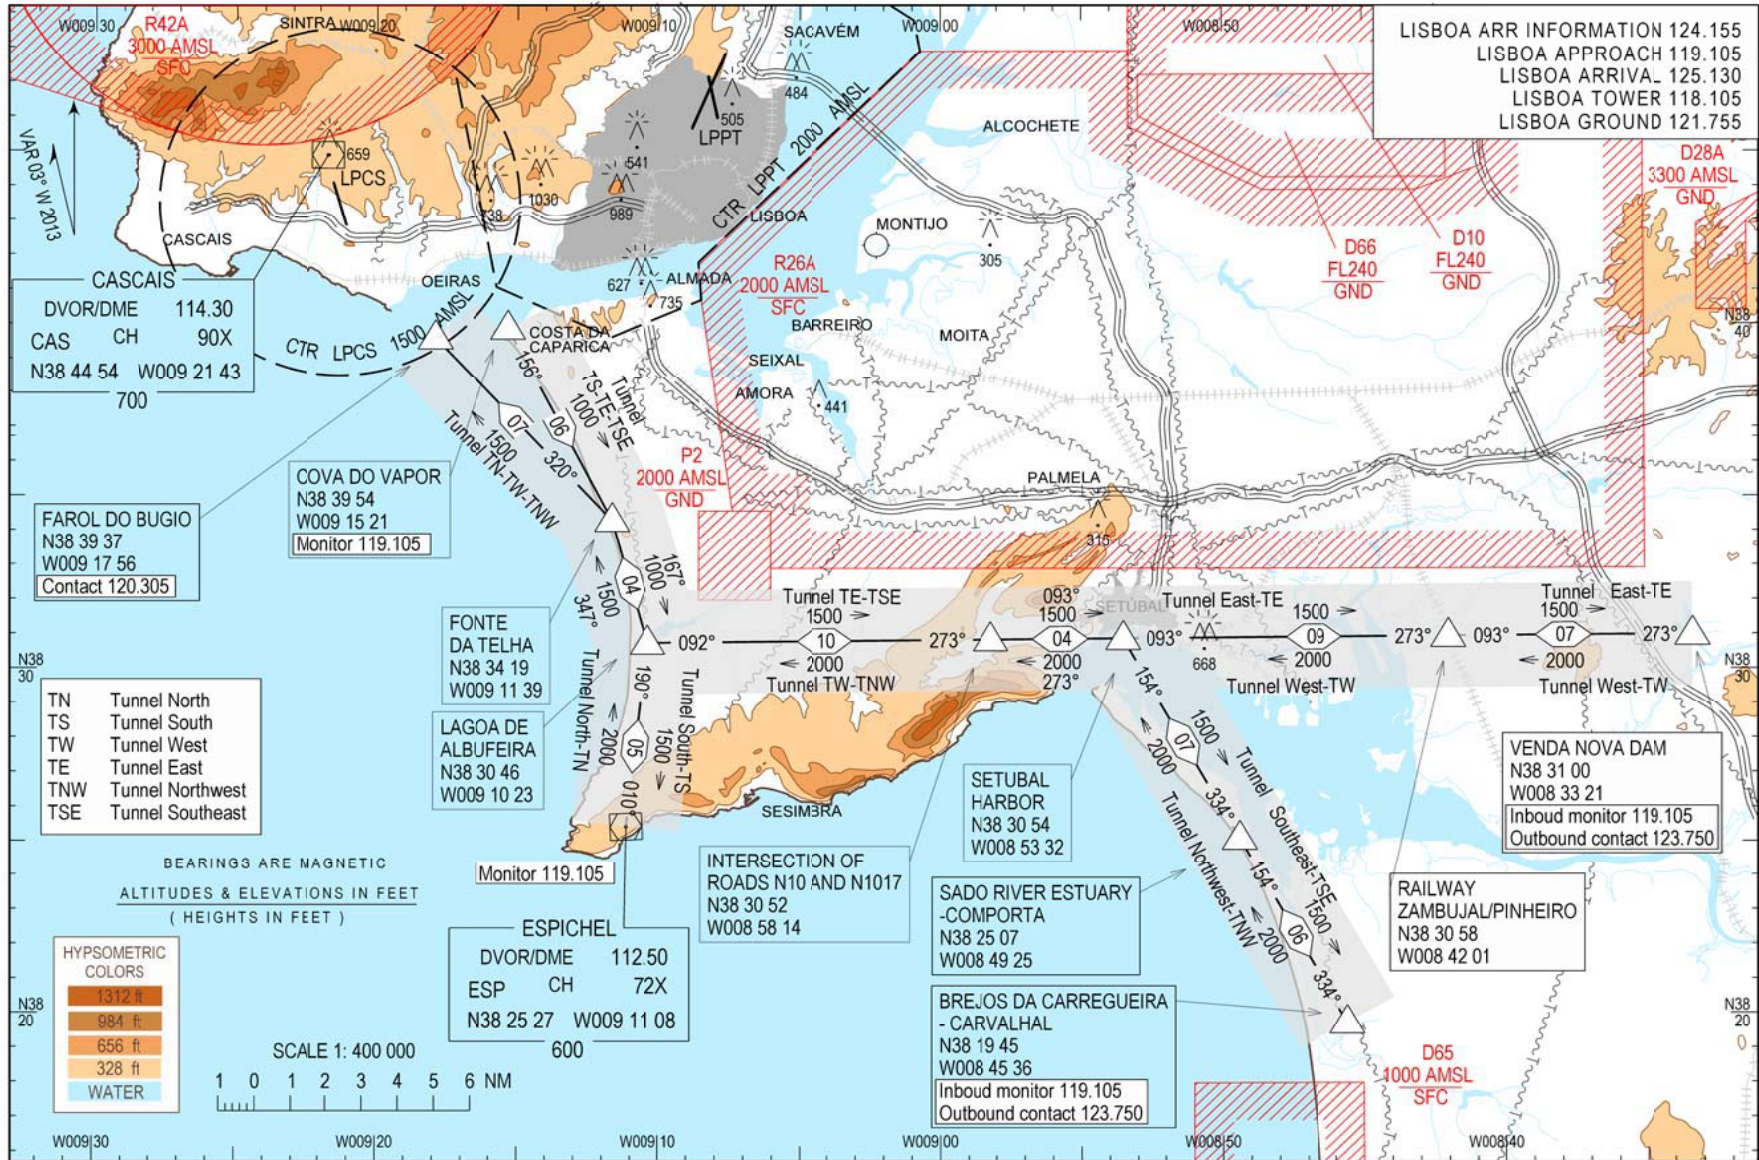 W009|30
W009|20
W009|10
W009|00
W008|50
LISBOA ARR INFORMATION 124.155
LISBOA APPROACH 119.105
LISBOA ARRIVAL 125.130
LISBOA TOWER 118.105
LISBOA GROUND 121.755
R42A
3000 AMSL
SFC
SINTRA
SACAVÉM
484
505
LPPT
541
ALCOCHETE
VAR 03° W 2013
659
LPCS
738
1030
989
CTR LPPT 2000 AMSL
LISBOA
MONTIJO
305
D28A
3300 AMSL
GND
D66
FL240
GND
D10
FL240
GND
CASCAIS
OEIRAS
627
ALMADA
735
R26A
2000 AMSL
SFC
CASCAIS
DVOR/DME 114.30
CAS CH 90X
N38 44 54 W009 21 43
700
CTR LPCS 1500 AMSL
COSTA DA
CAPARICA
BARREIRO
MOITA
SEIXAL
AMORA
441
N38
40
156°
06
1000
Tunnel
TS-TE-TSE
07
320°
1500
Tunnel TN-TW-TNW
P2
2000 AMSL
GND
PALMELA
315
COVA DO VAPOR
N38 39 54
W009 15 21
Monitor 119.105
FAROL DO BUGIO
N38 39 37
W009 17 56
Contact 120.305
167°
1000
04
1500
347°
FONTE
DA TELHA
N38 34 19
W009 11 39
LAGOA DE
ALBUFEIRA
N38 30 46
W009 10 23
Tunnel TE-TSE
1500
092°
10
273°
2000
Tunnel TW-TNW
093°
1500
04
2000
273°
SETÚBAL
Tunnel East-TE
1500
093°
668
09
273°
2000
Tunnel West-TW
Tunnel East-TE
1500
093°
07
273°
2000
Tunnel West-TW
N38
30
N38
30
190°
05
010°
2000
1500
Tunnel North-TN
Tunnel South-TS
TN Tunnel North
TS Tunnel South
TW Tunnel West
TE Tunnel East
TNW Tunnel Northwest
TSE Tunnel Southeast
154°
07
334°
1500
2000
Tunnel Southeast-TSE
Tunnel Northwest-TNW
154°
06
334°
1500
2000
VENDA NOVA DAM
N38 31 00
W008 33 21
Inboud monitor 119.105
Outbound contact 123.750
SETUBAL
HARBOR
N38 30 54
W008 53 32
SESIMBRA
BEARINGS ARE MAGNETIC
ALTITUDES & ELEVATIONS IN FEET
( HEIGHTS IN FEET )
Monitor 119.105
INTERSECTION OF
ROADS N10 AND N1017
N38 30 52
W008 58 14
SADO RIVER ESTUARY
-COMPORTA
N38 25 07
W008 49 25
RAILWAY
ZAMBUJAL/PINHEIRO
N38 30 58
W008 42 01
ESPICHEL
DVOR/DME 112.50
ESP CH 72X
N38 25 27 W009 11 08
600
HYPSOMETRIC
COLORS
1312 ft
984 ft
656 ft
328 ft
WATER
BREJOS DA CARREGUEIRA
- CARVALHAL
N38 19 45
W008 45 36
Inboud monitor 119.105
Outbound contact 123.750
N38
20
N38
20
D65
1000 AMSL
SFC
SCALE 1: 400 000
1 0 1 2 3 4 5 6 NM
W009|30
W009|20
W009|10
W009|00
W008|50
W008|40